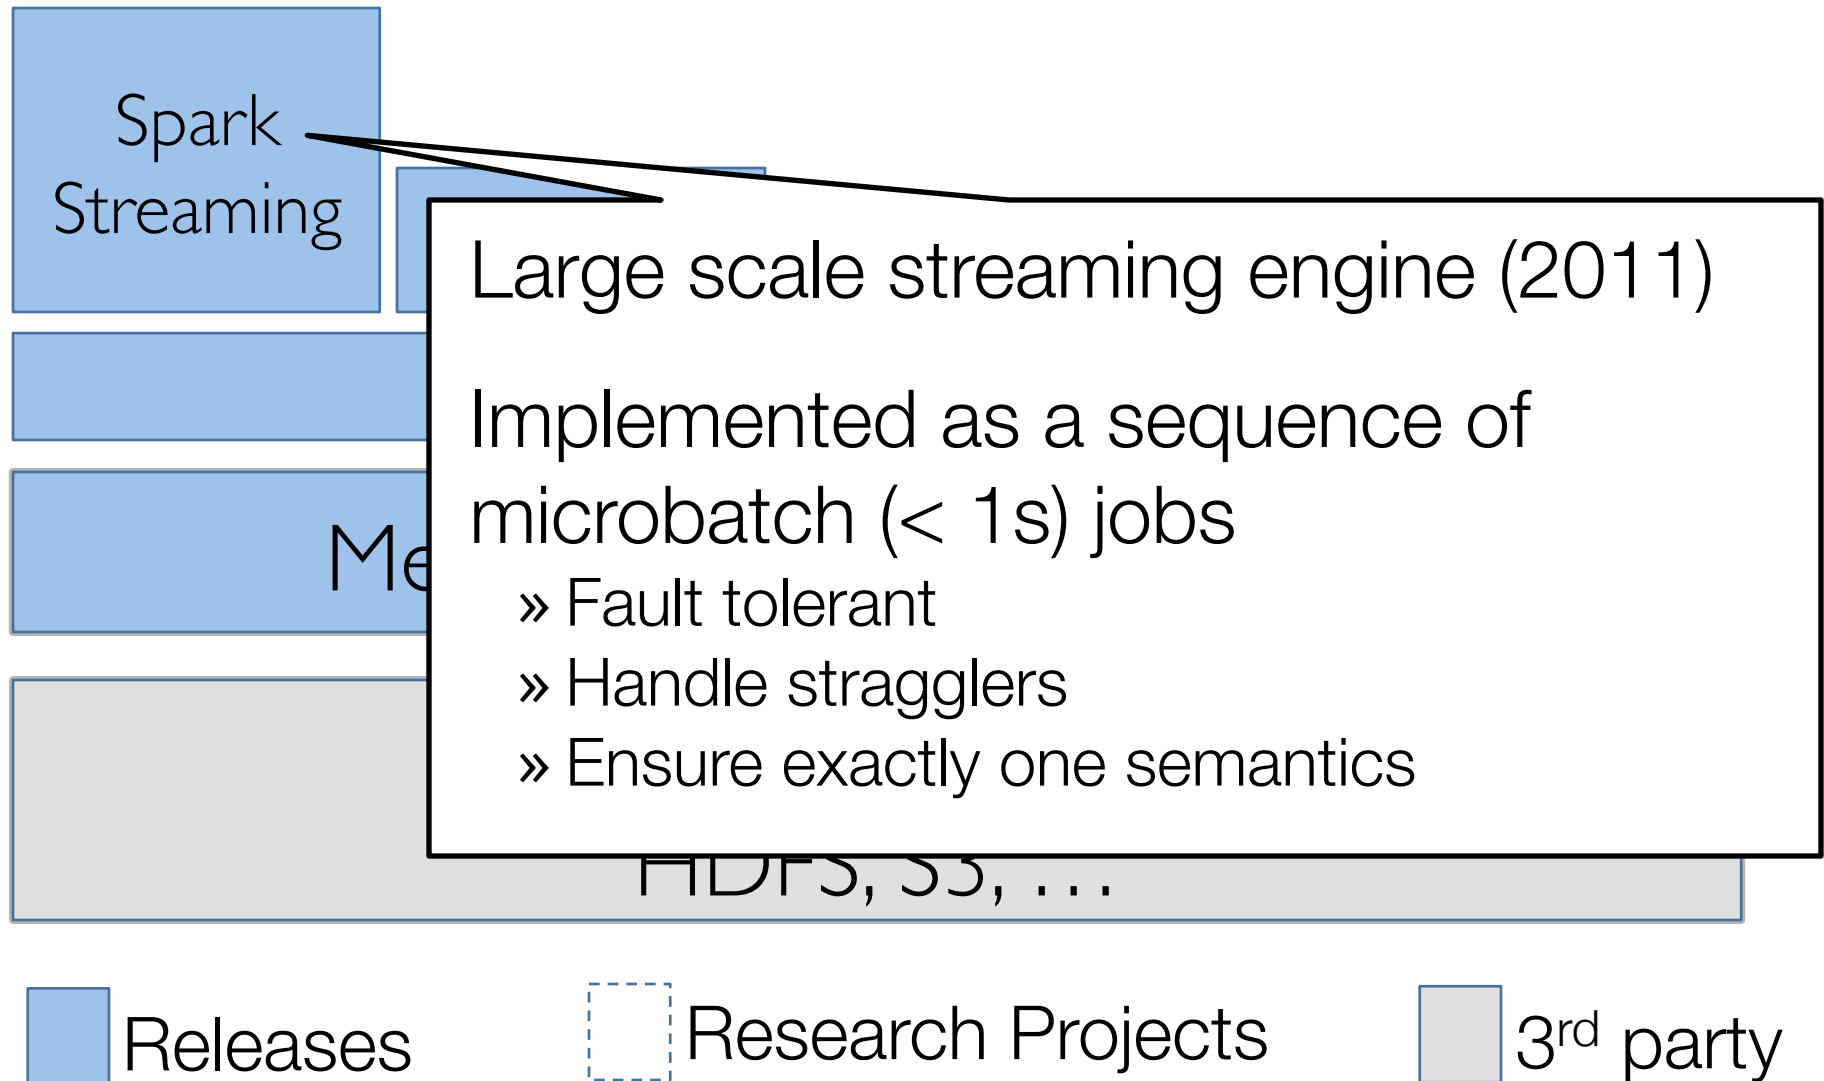 Spark
Streaming
Large scale streaming engine (2011)
Implemented as a sequence of
microbatch (< 1s) jobs
» Fault tolerant
» Handle stragglers
» Ensure exactly one semantics
HDFS, S3, …
Releases
Research Projects
3rd party